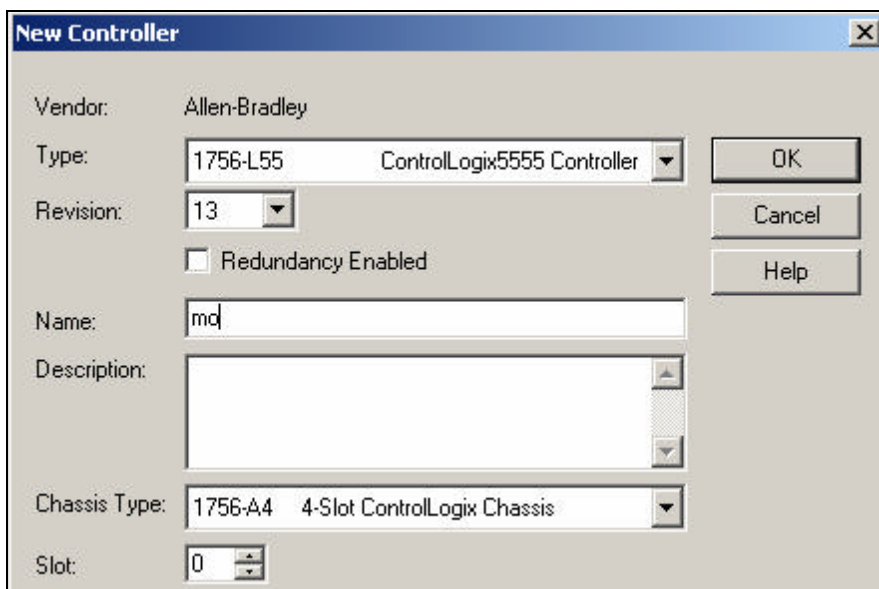 New Controller
Vendor: Allen-Bradley
Type: 1756-L55 ControlLogix5555 Controller
OK
Revision: 13
Cancel
Redundancy Enabled
Help
Name: mo
Description:
Chassis Type: 1756-A4 4-Slot ControlLogix Chassis
Slot: 0